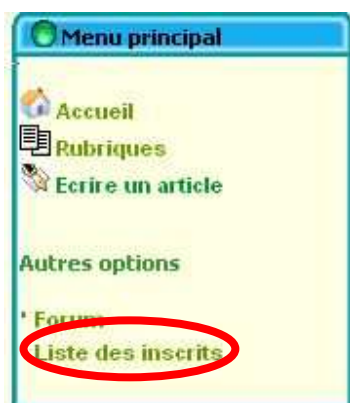 Menu principal
Accueil
Rubriques
Ecrire un article
Autres options
Forum
Liste des inscrits